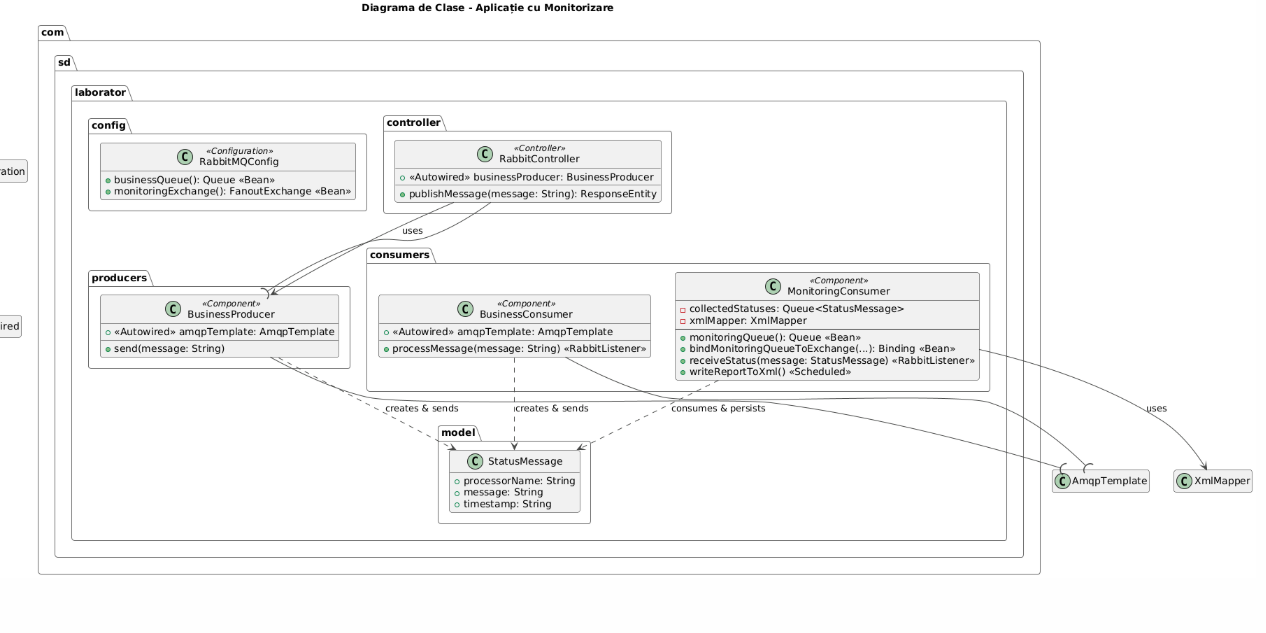 Diagrama de Clase - Aplicație cu Monitorizare
com
sd
laborator
config
«Configuration»
RabbitMQConfig
businessQueue(): Queue «Bean»
monitoringExchange(): FanoutExchange «Bean»
controller
«Controller»
RabbitController
«Autowired» businessProducer: BusinessProducer
publishMessage(message: String): ResponseEntity
ration
uses
producers
«Component»
BusinessProducer
«Autowired» amqpTemplate: AmqpTemplate
send(message: String)
consumers
«Component»
BusinessConsumer
«Autowired» amqpTemplate: AmqpTemplate
processMessage(message: String) «RabbitListener»
«Component»
MonitoringConsumer
collectedStatuses: Queue<StatusMessage>
xmlMapper: XmlMapper
monitoringQueue(): Queue «Bean»
bindMonitoringQueueToExchange(...): Binding «Bean»
receiveStatus(message: StatusMessage) «RabbitListener»
writeReportToXml() «Scheduled»
ired
creates & sends
creates & sends
consumes & persists
uses
model
StatusMessage
processorName: String
message: String
timestamp: String
AmqpTemplate
XmlMapper